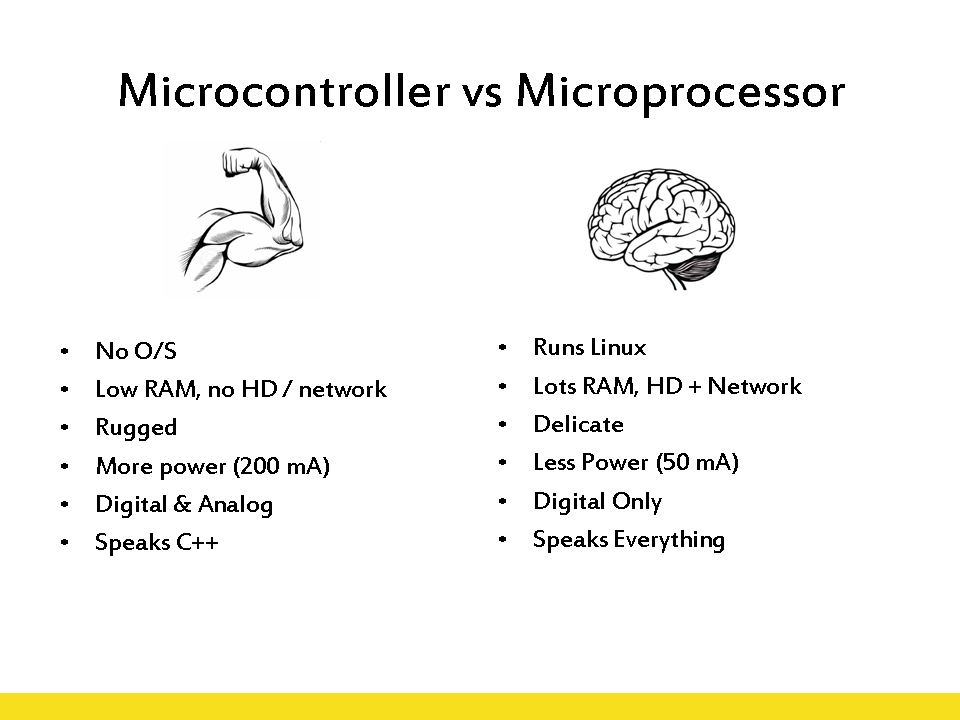 Microcontroller vs Microprocessor
• No O/S
• Low RAM, no HD / network
• Rugged
• More power (200 mA)
• Digital & Analog
• Speaks C++
• Runs Linux
• Lots RAM, HD + Network
• Delicate
• Less Power (50 mA)
• Digital Only
• Speaks Everything